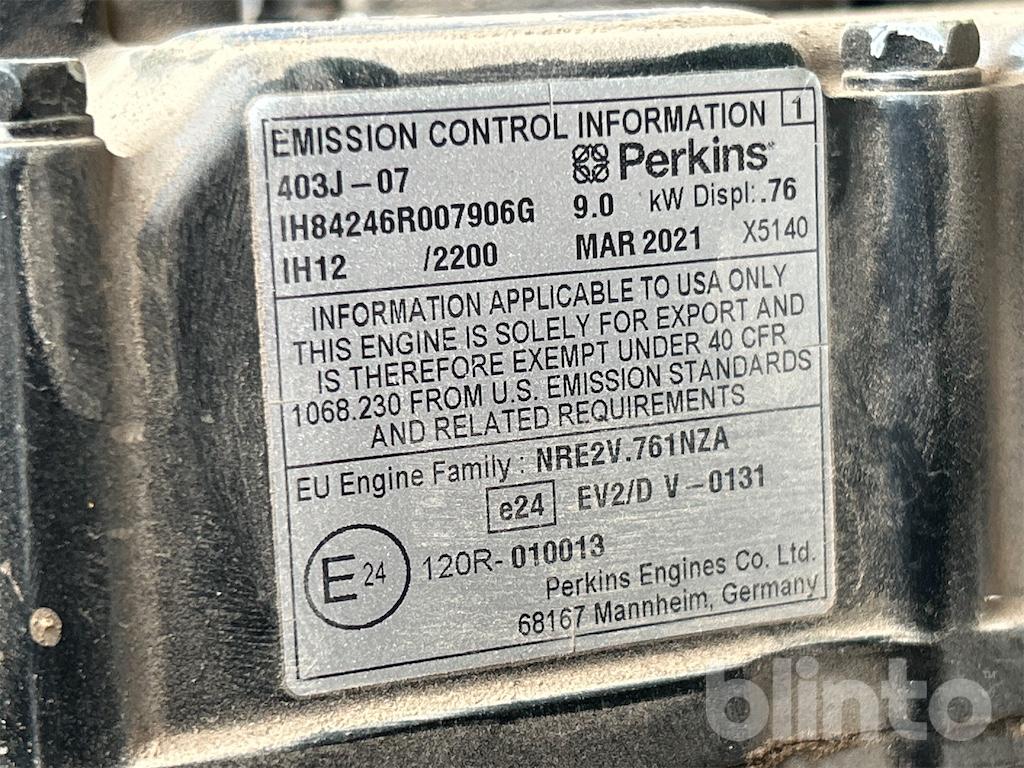 EMISSION CONTROL INFORMATION 1
403J-07 Perkins
IH84246R007906G 9.0 kW Displ: .76
IH12 /2200 MAR 2021 X5140
INFORMATION APPLICABLE TO USA ONLY
THIS ENGINE IS SOLELY FOR EXPORT AND
IS THEREFORE EXEMPT UNDER 40 CFR
1068.230 FROM U.S. EMISSION STANDARDS
AND RELATED REQUIREMENTS
EU Engine Family : NRE2V.761NZA
e24 EV2/D V-0131
E24 120R-010013
Perkins Engines Co. Ltd.
68167 Mannheim, Germany
blinto™